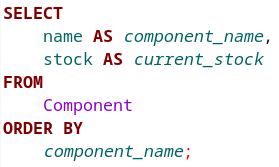 SELECT
    name AS component_name,
    stock AS current_stock
FROM
    Component
ORDER BY
    component_name;